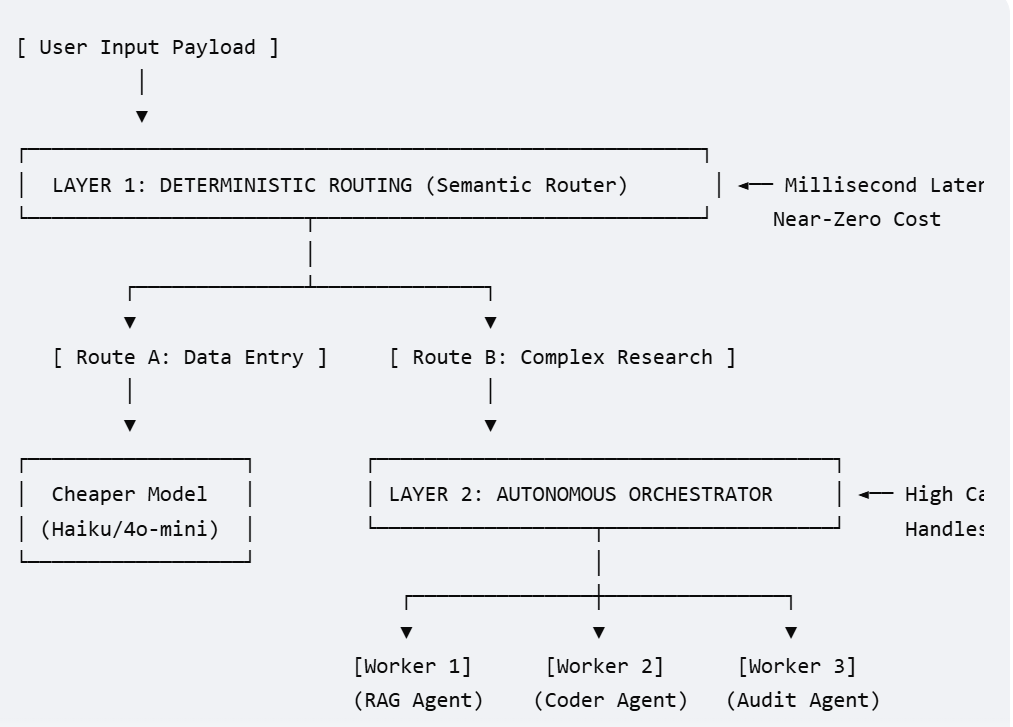 [ User Input Payload ]
LAYER 1: DETERMINISTIC ROUTING (Semantic Router) ◄── Millisecond
Near-Zero Cost
[ Route A: Data Entry ] [ Route B: Complex Research ]
Cheaper Model
(Haiku/4o-mini)
LAYER 2: AUTONOMOUS ORCHESTRATOR ◄── High
[Worker 1] [Worker 2] [Worker 3]
(RAG Agent) (Coder Agent) (Audit Agent)